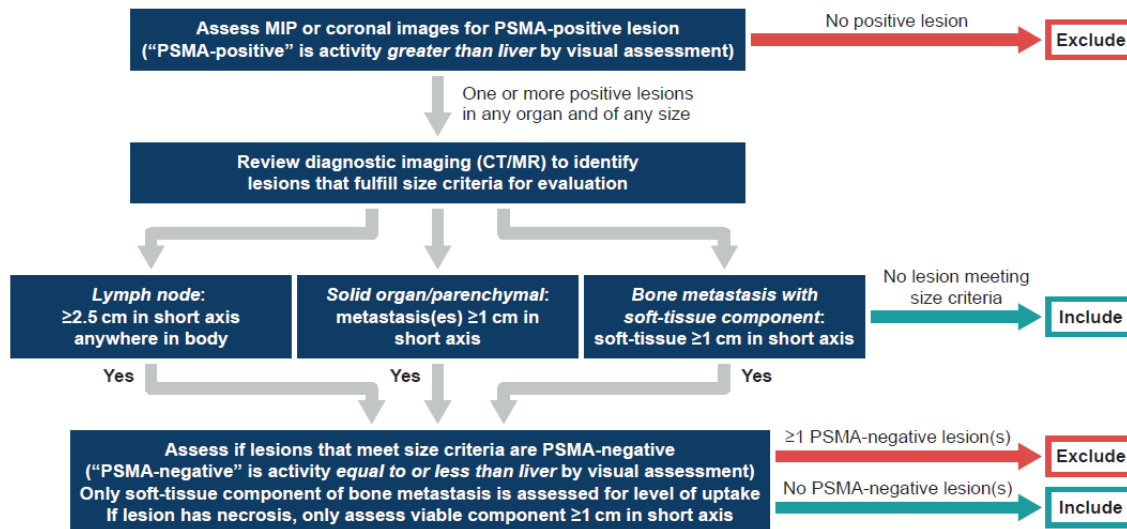 Assess MIP or coronal images for PSMA-positive lesion
(“PSMA-positive” is activity greater than liver by visual assessment)
No positive lesion
Exclude
One or more positive lesions
in any organ and of any size
Review diagnostic imaging (CT/MR) to identify
lesions that fulfill size criteria for evaluation
Lymph node:
≥2.5 cm in short axis
anywhere in body
Solid organ/parenchymal:
metastasis(es) ≥1 cm in
short axis
Bone metastasis with
soft-tissue component:
soft-tissue ≥1 cm in short axis
No lesion meeting
size criteria
Include
Yes
Yes
Yes
Assess if lesions that meet size criteria are PSMA-negative
(“PSMA-negative” is activity equal to or less than liver by visual assessment)
Only soft-tissue component of bone metastasis is assessed for level of uptake
If lesion has necrosis, only assess viable component ≥1 cm in short axis
≥1 PSMA-negative lesion(s)
Exclude
No PSMA-negative lesion(s)
Include